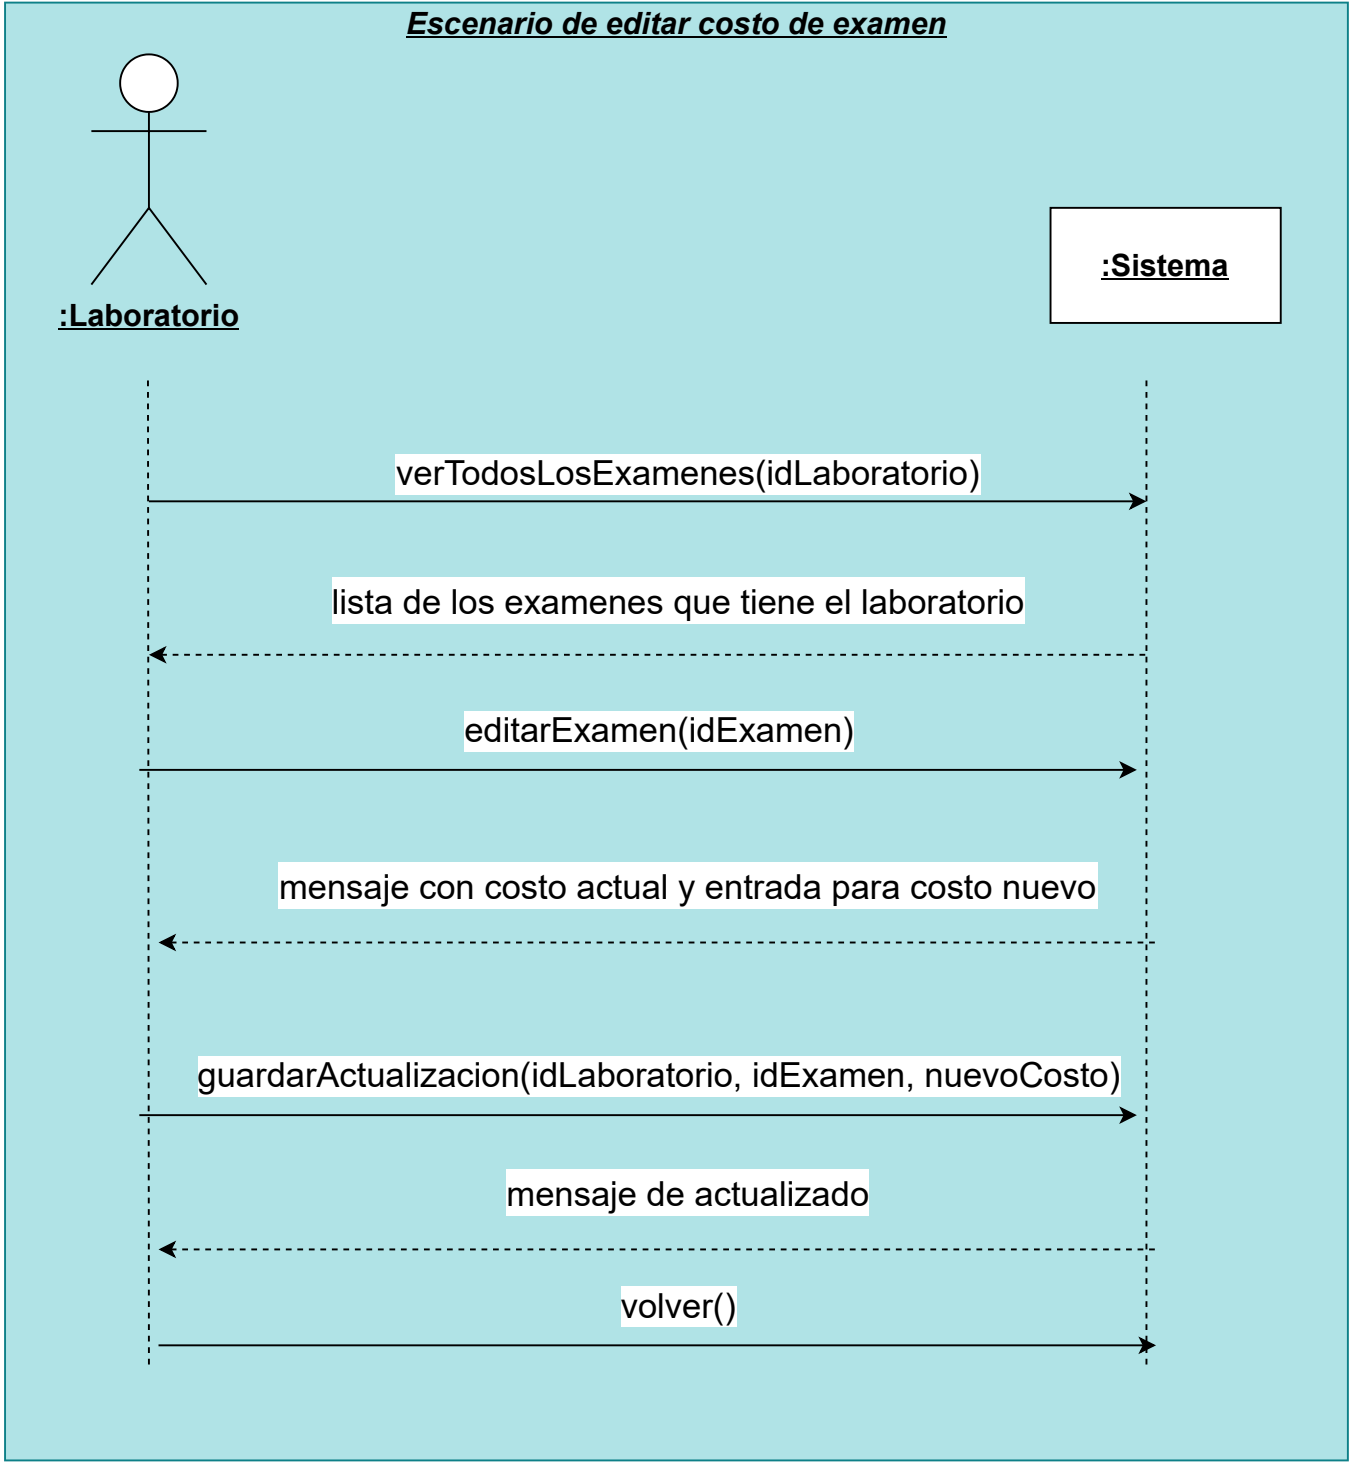 Escenario de editar costo de examen
:Laboratorio
:Sistema
verTodosLosExamenes(idLaboratorio)
lista de los examenes que tiene el laboratorio
editarExamen(idExamen)
mensaje con costo actual y entrada para costo nuevo
guardarActualizacion(idLaboratorio, idExamen, nuevoCosto)
mensaje de actualizado
volver()